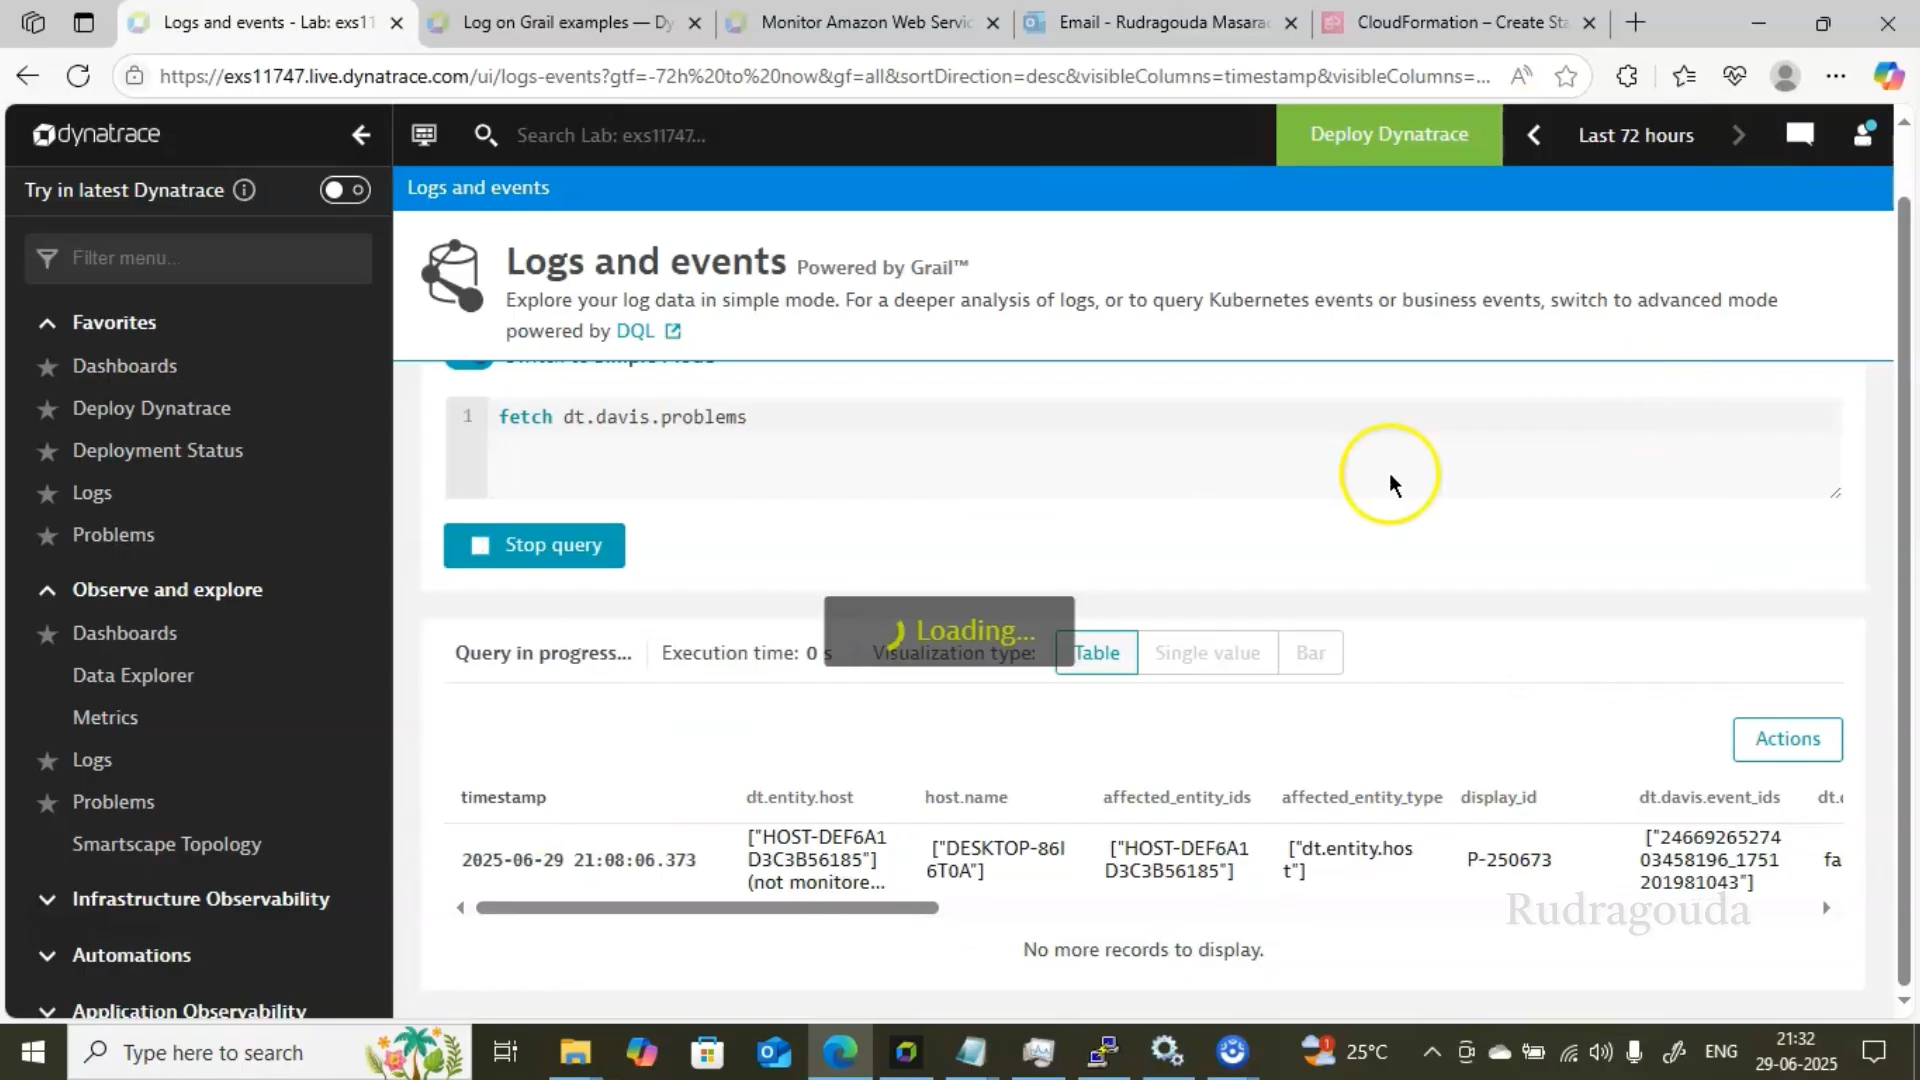 Logs and events - Lab: exs11
Log on Grail examples — Dy
Monitor Amazon Web Servic
Email - Rudragouda Masara
CloudFormation – Create Sta
https://exs11747.live.dynatrace.com/ui/logs-events?gtf=-72h%20to%20now&gf=all&sortDirection=desc&visibleColumns=timestamp&visibleColumns=...
dynatrace
Search Lab: exs11747...
Deploy Dynatrace
Last 72 hours
Try in latest Dynatrace
Logs and events
Filter menu...
Logs and events Powered by Grail™
Explore your log data in simple mode. For a deeper analysis of logs, or to query Kubernetes events or business events, switch to advanced mode
powered by DQL
Favorites
Dashboards
Deploy Dynatrace
Deployment Status
Logs
Problems
Observe and explore
Dashboards
Data Explorer
Metrics
Logs
Problems
Smartscape Topology
Infrastructure Observability
Automations
Application Observability
Switch to Simple Mode
1 fetch dt.davis.problems
Stop query
Loading...
Query in progress... Execution time: 0 s Visualization type: Table Single value Bar
Actions
timestamp dt.entity.host host.name affected_entity_ids affected_entity_type display_id dt.davis.event_ids dt.
2025-06-29 21:08:06.373
["HOST-DEF6A1
D3C3B56185"]
(not monitore...
["DESKTOP-86I
6T0A"]
["HOST-DEF6A1
D3C3B56185"]
["dt.entity.hos
t"]
P-250673
["24669265274
03458196_1751
201981043"]
fa
Rudragouda
No more records to display.
Type here to search
25°C
ENG
21:32
29-06-2025